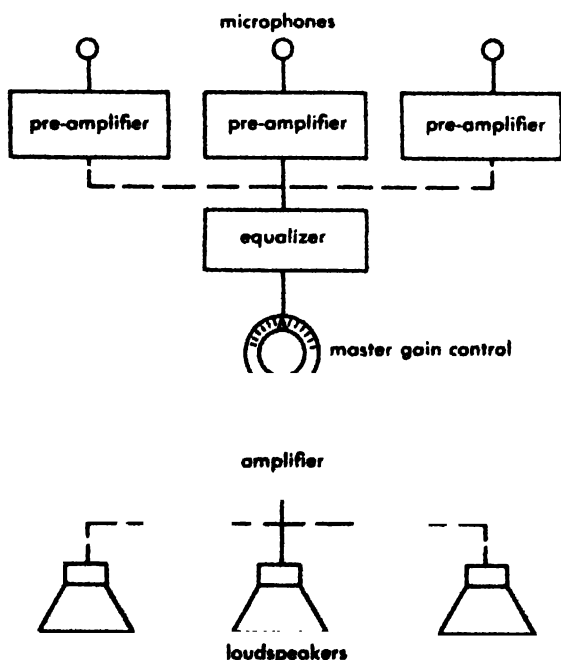 microphones
pre-amplifier pre-amplifier pre-amplifier
equalizer
master gain control
amplifier
loudspeakers